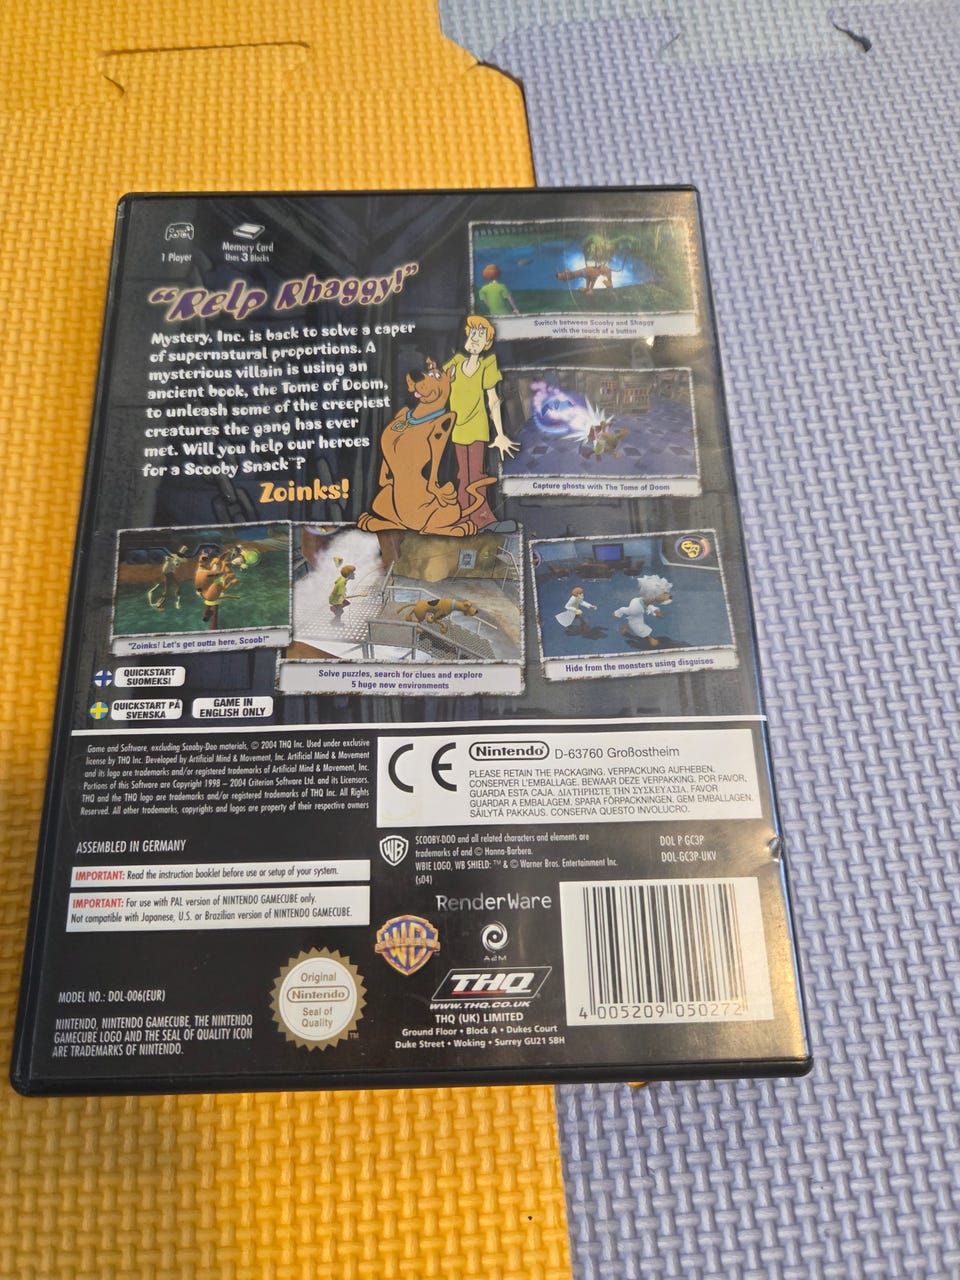 1 Player
Memory Card
Uses 3 Blocks
"Relp Rhaggy!"
Mystery, Inc. is back to solve a caper
of supernatural proportions. A
mysterious villain is using an
ancient book, the Tome of Doom,
to unleash some of the creepiest
creatures the gang has ever
met. Will you help our heroes
for a Scooby Snack™?
Zoinks!
Switch between Scooby and Shaggy
with the touch of a button
Capture ghosts with The Tome of Doom
"Zoinks! Let's get outta here, Scoob!"
Solve puzzles, search for clues and explore
5 huge new environments
Hide from the monsters using disguises
QUICKSTART
SUOMEKSI
QUICKSTART PÅ
SVENSKA
GAME IN
ENGLISH ONLY
Game and Software, excluding Scooby-Doo materials, © 2004 THQ Inc. Used under exclusive
license by THQ Inc. Developed by Artificial Mind & Movement, Inc. Artificial Mind & Movement
and its logo are trademarks and/or registered trademarks of Artificial Mind & Movement, Inc.
Portions of this Software are Copyright 1998 – 2004 Criterion Software Ltd. and its Licensors.
THQ and the THQ logo are trademarks and/or registered trademarks of THQ Inc. All Rights
Reserved. All other trademarks, copyrights and logos are property of their respective owners
CE
Nintendo® D-63760 Großostheim
PLEASE RETAIN THE PACKAGING. VERPACKUNG AUFHEBEN.
CONSERVER L'EMBALLAGE. BEWAAR DEZE VERPAKKING. POR FAVOR,
GUARDA ESTA CAJA. ΔΙΑΤΗΡΗΣΤΕ ΤΗΝ ΣΥΣΚΕΥΑΣΙΑ. FAVOR
GUARDAR A EMBALAGEM. SPARA FÖRPACKNINGEN. GEM EMBALLAGEN.
SÄILYTÄ PAKKAUS. CONSERVA QUESTO INVOLUCRO.
ASSEMBLED IN GERMANY
WB
SCOOBY-DOO and all related characters and elements are
trademarks of and © Hanna-Barbera.
WBIE LOGO, WB SHIELD: ™ & © Warner Bros. Entertainment Inc.
(s04)
DOL P GC3P
DOL-GC3P-UKV
IMPORTANT: Read the instruction booklet before use or setup of your system.
IMPORTANT: For use with PAL version of NINTENDO GAMECUBE only.
Not compatible with Japanese, U.S. or Brazilian version of NINTENDO GAMECUBE.
RenderWare
WB
A2M
THQ
WWW.THQ.CO.UK
THQ (UK) LIMITED
Ground Floor • Block A • Dukes Court
Duke Street • Woking • Surrey GU21 5BH
Original
Nintendo
Seal of
Quality
™
MODEL NO.: DOL-006(EUR)
NINTENDO, NINTENDO GAMECUBE, THE NINTENDO
GAMECUBE LOGO AND THE SEAL OF QUALITY ICON
ARE TRADEMARKS OF NINTENDO.
4 005209 050272